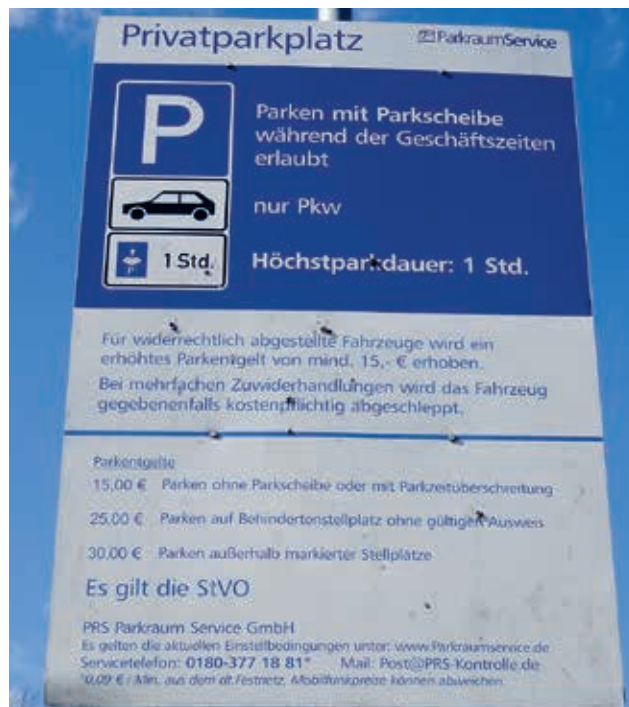 Privatparkplatz
ParkraumService
P
Parken mit Parkscheibe
während der Geschäftszeiten
erlaubt
nur Pkw
P
1 Std.
Höchstparkdauer: 1 Std.
Für widerrechtlich abgestellte Fahrzeuge wird ein
erhöhtes Parkentgelt von mind. 15,- € erhoben.
Bei mehrfachen Zuwiderhandlungen wird das Fahrzeug
gegebenenfalls kostenpflichtig abgeschleppt.
Parkentgelte
15,00 € Parken ohne Parkscheibe oder mit Parkzeitüberschreitung
25,00 € Parken auf Behindertenstellplatz ohne gültigen Ausweis
30,00 € Parken außerhalb markierter Stellplätze
Es gilt die StVO
PRS Parkraum Service GmbH
Es gelten die aktuellen Einstellbedingungen unter: www.Parkraumservice.de
Servicetelefon: 0180-377 18 81* Mail: Post@PRS-Kontrolle.de
*0,09 € / Min. aus dem dt. Festnetz, Mobilfunkpreise können abweichen.